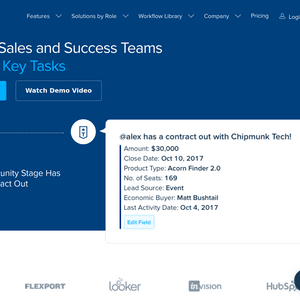 Features Solutions by Role Workflow Library Company Pricing Login
Sales and Success Teams
Key Tasks
Watch Demo Video
@alex has a contract out with Chipmunk Tech!
Amount: $30,000
Close Date: Oct 10, 2017
Product Type: Acorn Finder 2.0
No. of Seats: 169
Lead Source: Event
Economic Buyer: Matt Bushtail
Last Activity Date: Oct 4, 2017
Edit Field
unity Stage Has
act Out
FLEXPORT looker invision HubSp